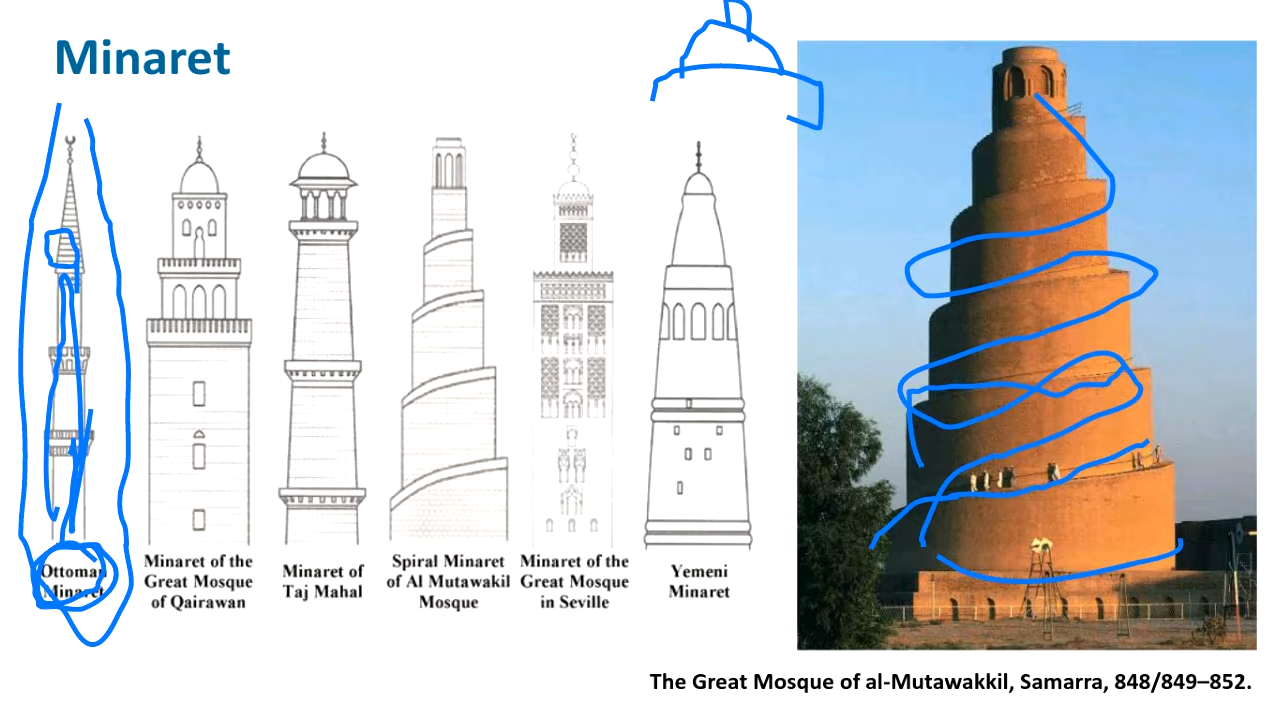 Minaret
Ottoman
Minaret
Minaret of the
Great Mosque
of Qairawan
Minaret of
Taj Mahal
Spiral Minaret
of Al Mutawakil
Mosque
Minaret of the
Great Mosque
in Seville
Yemeni
Minaret
The Great Mosque of al-Mutawakkil, Samarra, 848/849–852.